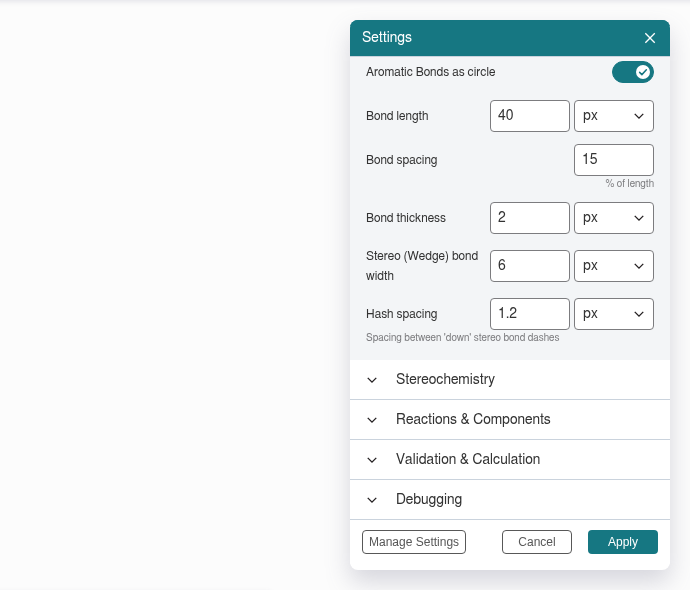 Settings
Aromatic Bonds as circle
Bond length 40 px
Bond spacing 15
% of length
Bond thickness 2 px
Stereo (Wedge) bond
width 6 px
Hash spacing 1.2 px
Spacing between 'down' stereo bond dashes
Stereochemistry
Reactions & Components
Validation & Calculation
Debugging
Manage Settings Cancel Apply